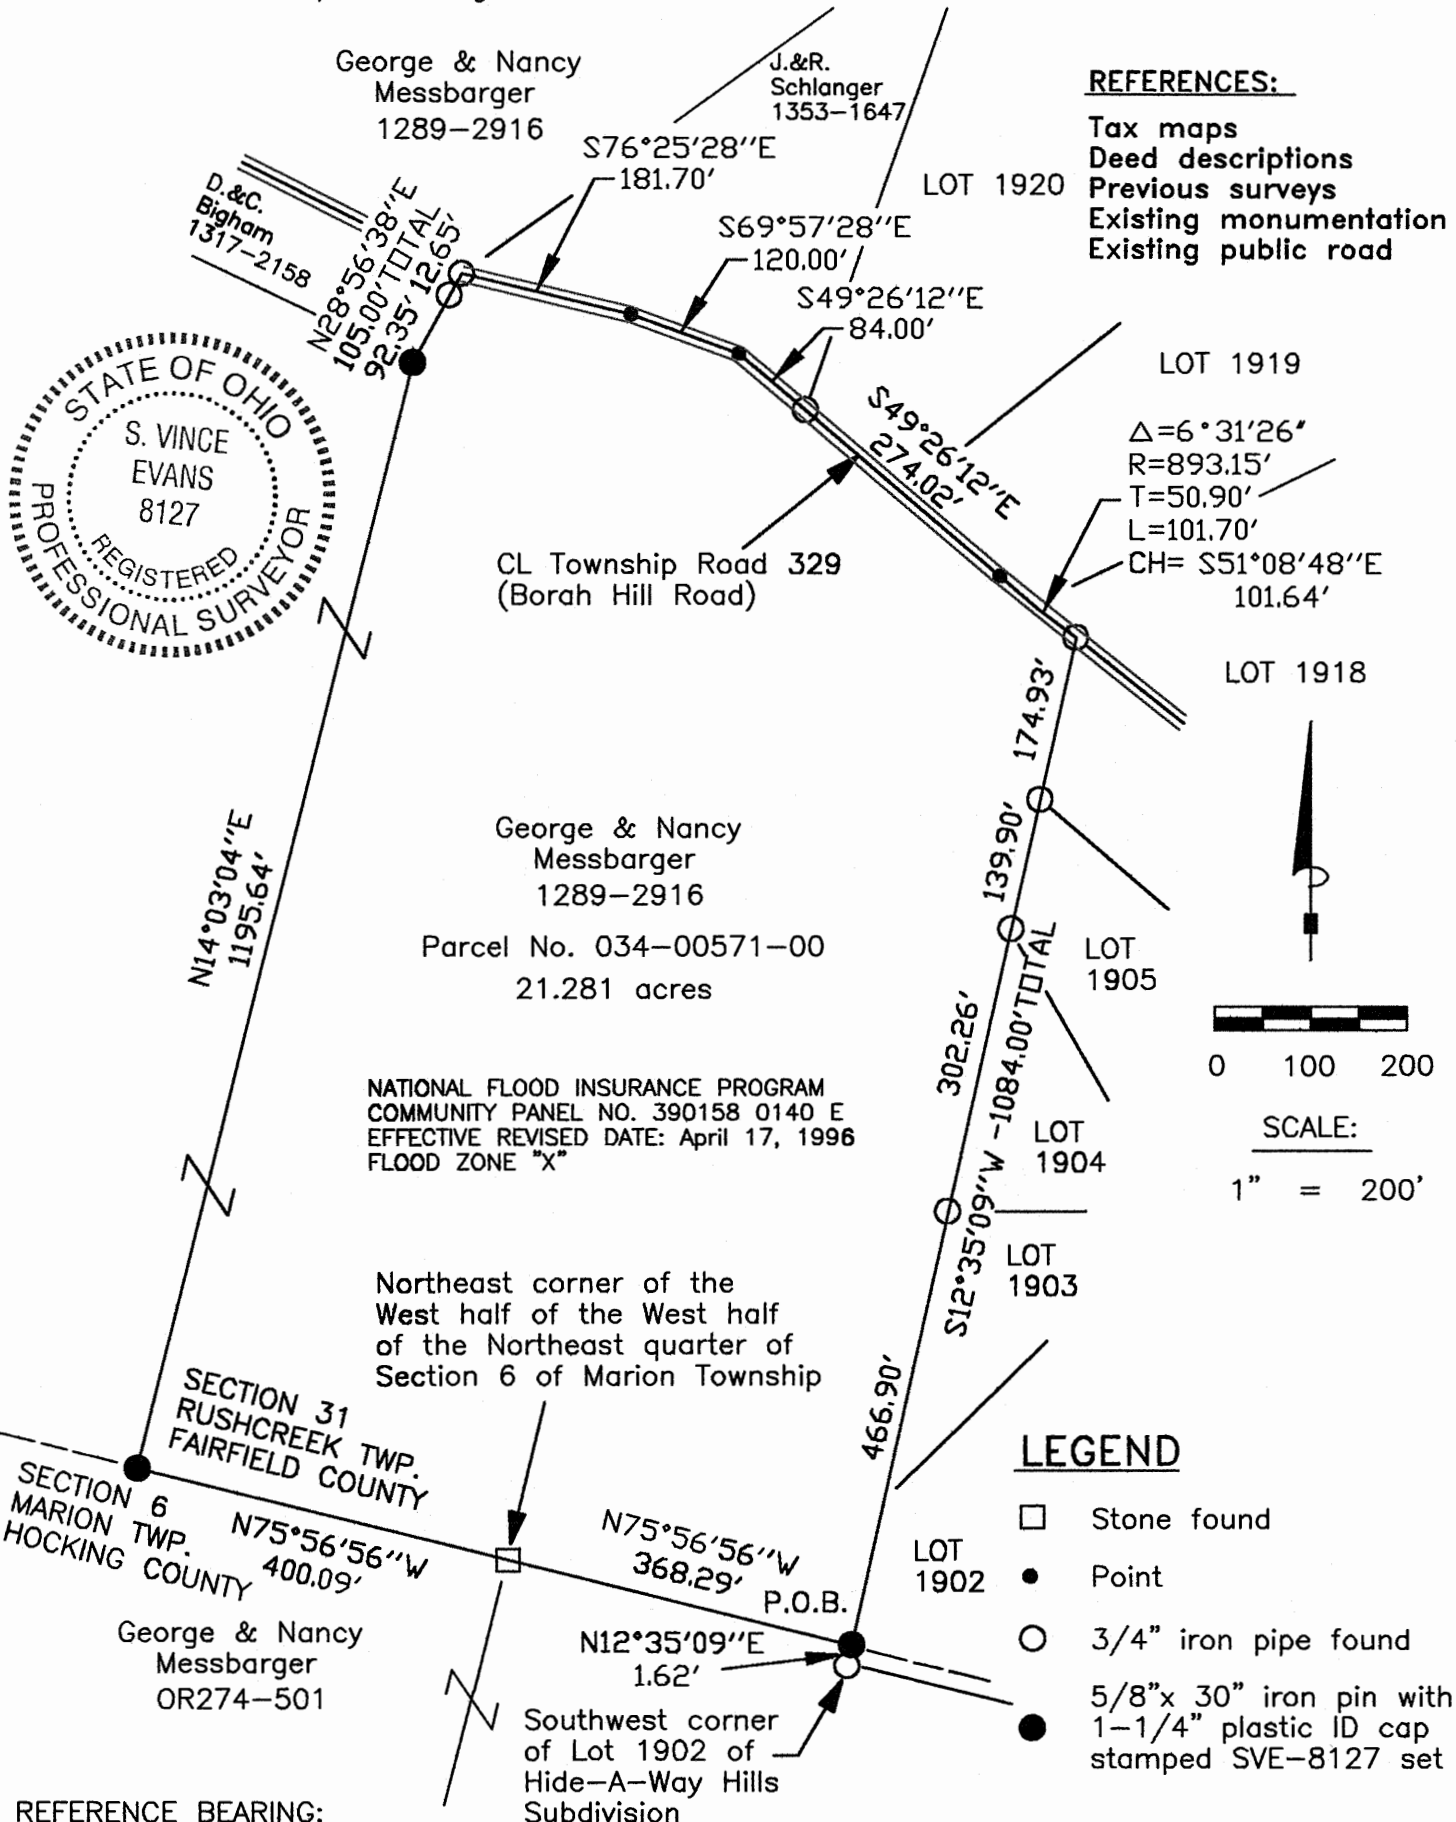 George & Nancy
Messbarger
1289-2916
J.&R.
Schlanger
1353-1647
REFERENCES:
Tax maps
Deed descriptions
Previous surveys
Existing monumentation
Existing public road
D.&C.
Bigham
1317-2158
N28°56'38"E
105.00'TOTAL
92.35' 12.65'
S76°25'28"E
181.70'
S69°57'28"E
120.00'
LOT 1920
S49°26'12"E
84.00'
LOT 1919
S49°26'12"E
274.02'
Δ=6°31'26"
R=893.15'
T=50.90'
L=101.70'
CH= S51°08'48"E
101.64'
STATE OF OHIO
S. VINCE
EVANS
8127
REGISTERED
PROFESSIONAL SURVEYOR
CL Township Road 329
(Borah Hill Road)
LOT 1918
174.93'
139.90'
N14°03'04"E
1195.64'
George & Nancy
Messbarger
1289-2916
Parcel No. 034-00571-00
21.281 acres
LOT
1905
302.26'
S12°35'09"W -1084.00'TOTAL
0 100 200
SCALE:
1" = 200'
NATIONAL FLOOD INSURANCE PROGRAM
COMMUNITY PANEL NO. 390158 0140 E
EFFECTIVE REVISED DATE: April 17, 1996
FLOOD ZONE "X"
LOT
1904
LOT
1903
Northeast corner of the
West half of the West half
of the Northeast quarter of
Section 6 of Marion Township
466.90'
SECTION 31
RUSHCREEK TWP.
FAIRFIELD COUNTY
SECTION 6
MARION TWP.
HOCKING COUNTY
N75°56'56"W
400.09'
N75°56'56"W
368.29'
P.O.B.
LOT
1902
N12°35'09"E
1.62'
George & Nancy
Messbarger
OR274-501
Southwest corner
of Lot 1902 of
Hide-A-Way Hills
Subdivision
LEGEND
Stone found
Point
3/4" iron pipe found
5/8"x 30" iron pin with
1-1/4" plastic ID cap
stamped SVE-8127 set
REFERENCE BEARING: